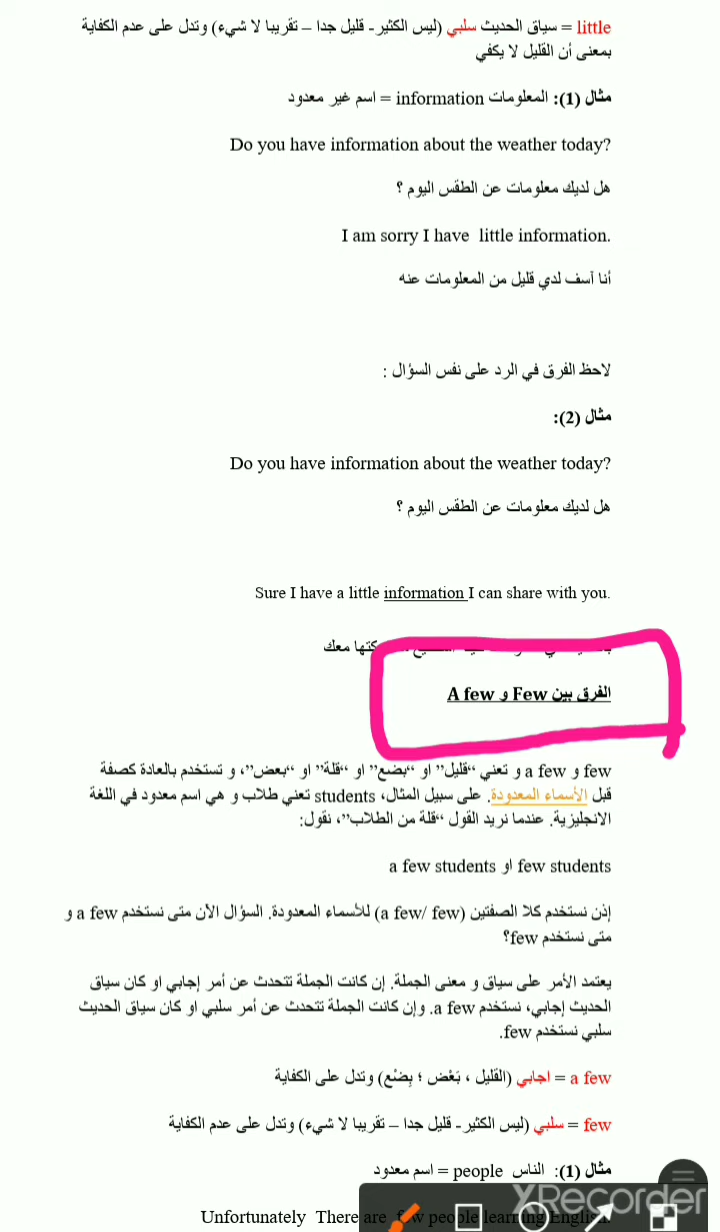 little = سياق الحديث سلبي (ليس الكثير- قليل جدا – تقريبا لا شيء) وتدل على عدم الكفاية
بمعنى أن القليل لا يكفي
مثال (1): المعلومات information = اسم غير معدود
Do you have information about the weather today?
هل لديك معلومات عن الطقس اليوم ؟
I am sorry I have little information.
أنا آسف لدي قليل من المعلومات عنه
لاحظ الفرق في الرد على نفس السؤال :
مثال (2):
Do you have information about the weather today?
هل لديك معلومات عن الطقس اليوم ؟
Sure I have a little information I can share with you.
معك
الفرق بين Few و A few
few و a few و تعني “قليل” او “بضع” او “قلة” او “بعض”، و تستخدم بالعادة كصفة
قبل الأسماء المعدودة. على سبيل المثال، students تعني طلاب و هي اسم معدود في اللغة
الانجليزية. عندما نريد القول “قلة من الطلاب”، نقول:
a few students او few students
إذن نستخدم كلا الصفتين (a few/ few) للأسماء المعدودة. السؤال الآن متى نستخدم a few و
متى نستخدم few؟
يعتمد الأمر على سياق و معنى الجملة. إن كانت الجملة تتحدث عن أمر إجابي او كان سياق
الحديث إجابي، نستخدم a few. وإن كانت الجملة تتحدث عن أمر سلبي او كان سياق الحديث
سلبي نستخدم few.
a few = اجابي (القليل ، بَعْض ؛ بِضْع) وتدل على الكفاية
few = سلبي (ليس الكثير- قليل جدا – تقريبا لا شيء) وتدل على عدم الكفاية
مثال (1): الناس people = اسم معدود
Unfortunately There are few people learning English.
XRecorder